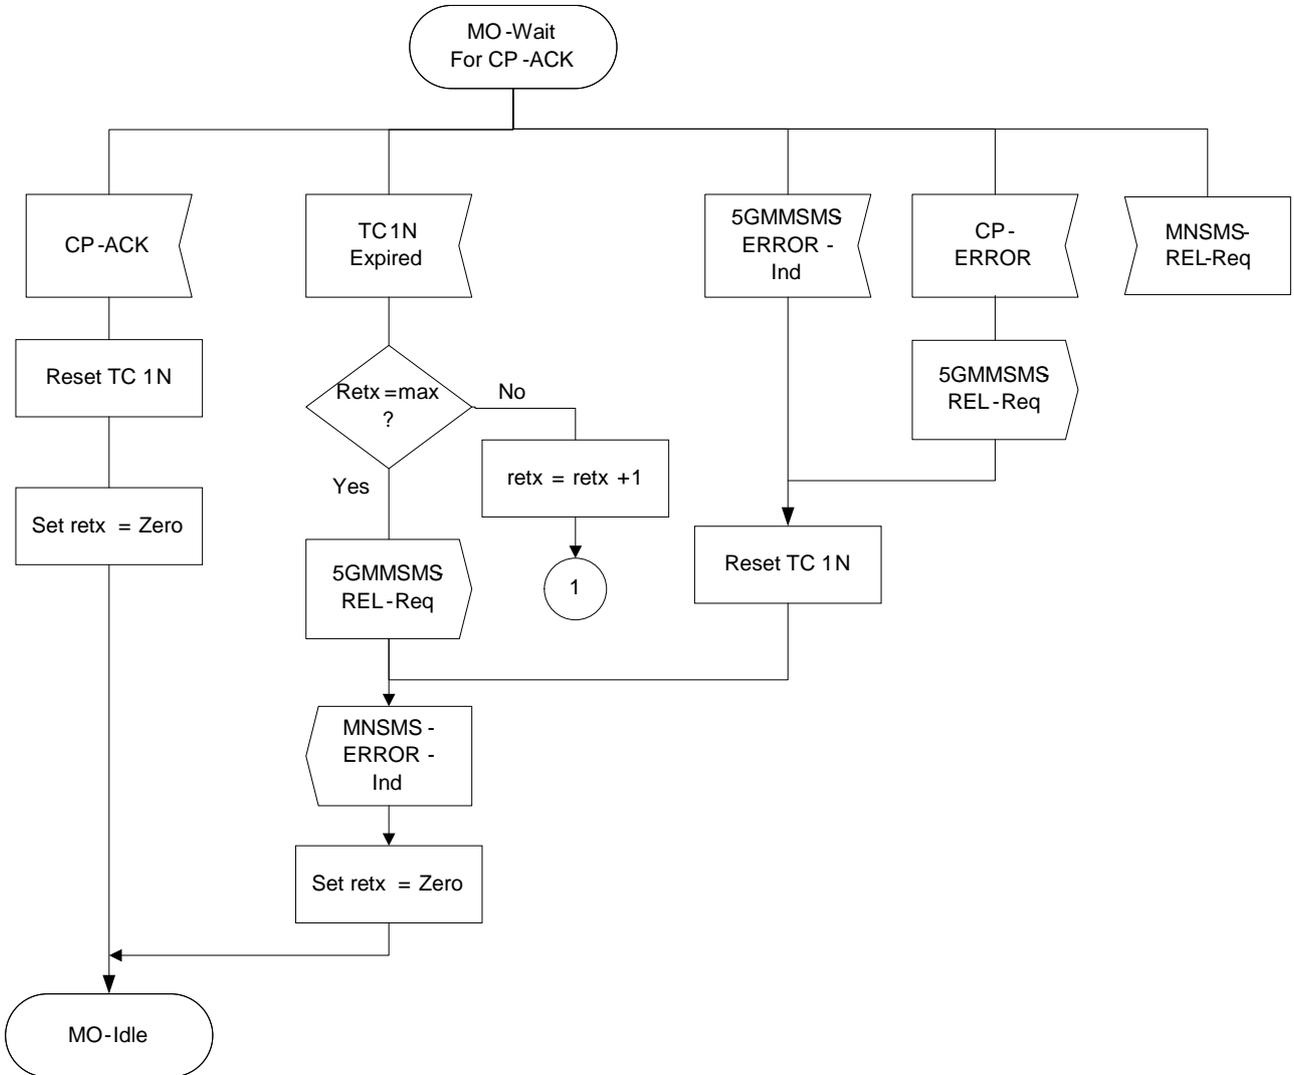 MO-Wait
For CP-ACK
CP-ACK
TC1N
Expired
5GMMSMS-
ERROR-
Ind
CP-
ERROR
MNSMS-
REL-Req
Reset TC 1N
Retx=max
?
No
5GMMSMS-
REL-Req
retx = retx +1
Yes
Set retx = Zero
5GMMSMS-
REL-Req
1
Reset TC 1N
MNSMS-
ERROR-
Ind
Set retx = Zero
MO-Idle